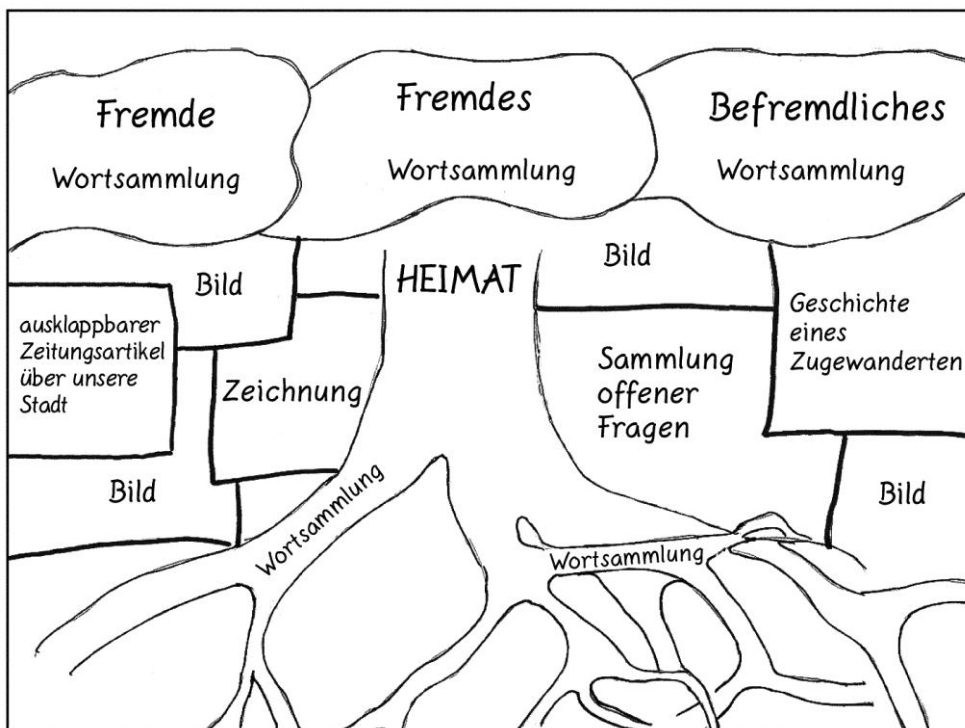 Fremde
Wortsammlung
Fremdes
Wortsammlung
Befremdliches
Wortsammlung
Bild
HEIMAT
Bild
ausklappbarer
Zeitungsartikel
über unsere
Stadt
Zeichnung
Sammlung
offener
Fragen
Geschichte
eines
Zugewanderten
Bild
Wortsammlung
Wortsammlung
Bild